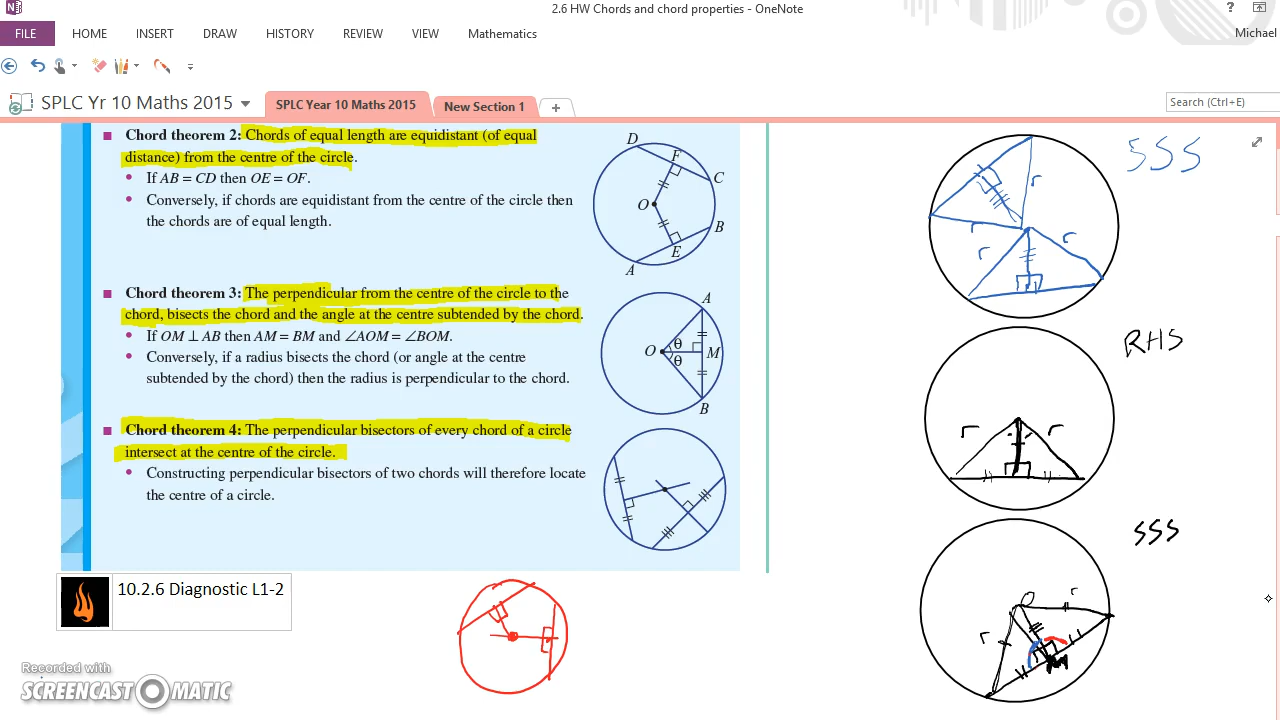 2.6 HW Chords and chord properties - OneNote
?
FILE HOME INSERT DRAW HISTORY REVIEW VIEW Mathematics Michael
SPLC Yr 10 Maths 2015 SPLC Year 10 Maths 2015 New Section 1 + Search (Ctrl+E)
Chord theorem 2: Chords of equal length are equidistant (of equal
distance) from the centre of the circle.
If AB = CD then OE = OF.
Conversely, if chords are equidistant from the centre of the circle then
the chords are of equal length.
D
F
C
O
B
E
A
Chord theorem 3: The perpendicular from the centre of the circle to the
chord, bisects the chord and the angle at the centre subtended by the chord.
If OM ⊥ AB then AM = BM and ∠AOM = ∠BOM.
Conversely, if a radius bisects the chord (or angle at the centre
subtended by the chord) then the radius is perpendicular to the chord.
A
O θ
θ M
B
Chord theorem 4: The perpendicular bisectors of every chord of a circle
intersect at the centre of the circle.
Constructing perpendicular bisectors of two chords will therefore locate
the centre of a circle.
10.2.6 Diagnostic L1-2
SSS
r
r
r r
RHS
r r
SSS
O r
r
M
Recorded with
SCREENCAST MATIC